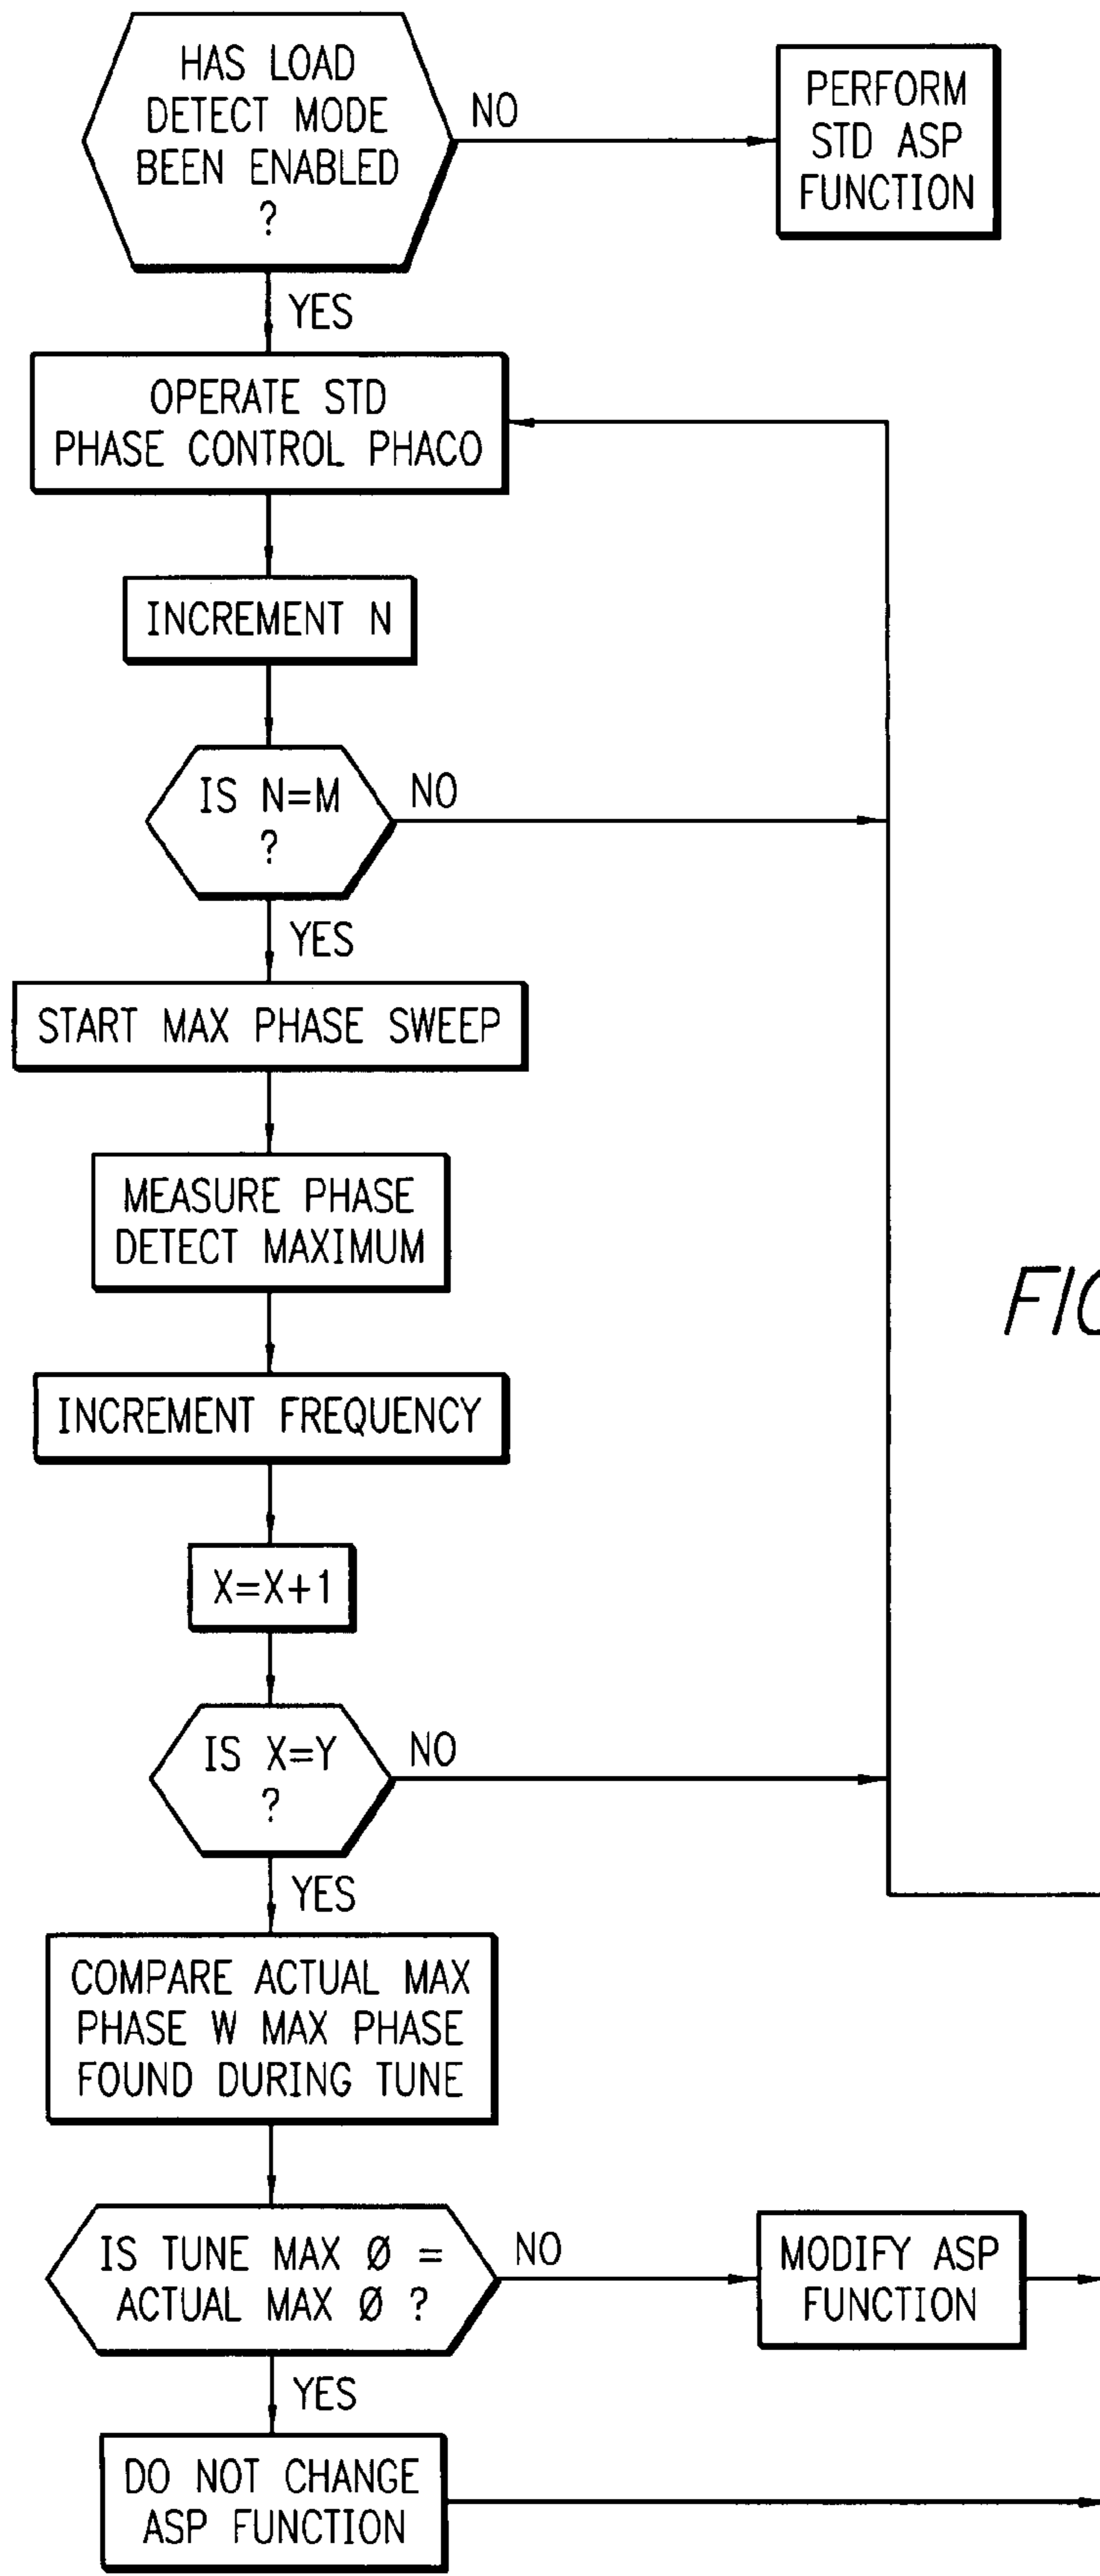 HAS LOAD
DETECT MODE
BEEN ENABLED
?
NO
PERFORM
STD ASP
FUNCTION
YES
OPERATE STD
PHASE CONTROL PHACO
INCREMENT N
IS N=M
?
NO
YES
START MAX PHASE SWEEP
MEASURE PHASE
DETECT MAXIMUM
INCREMENT FREQUENCY
X=X+1
IS X=Y
?
NO
YES
COMPARE ACTUAL MAX
PHASE W MAX PHASE
FOUND DURING TUNE
IS TUNE MAX Ø =
ACTUAL MAX Ø ?
NO
MODIFY ASP
FUNCTION
YES
DO NOT CHANGE
ASP FUNCTION